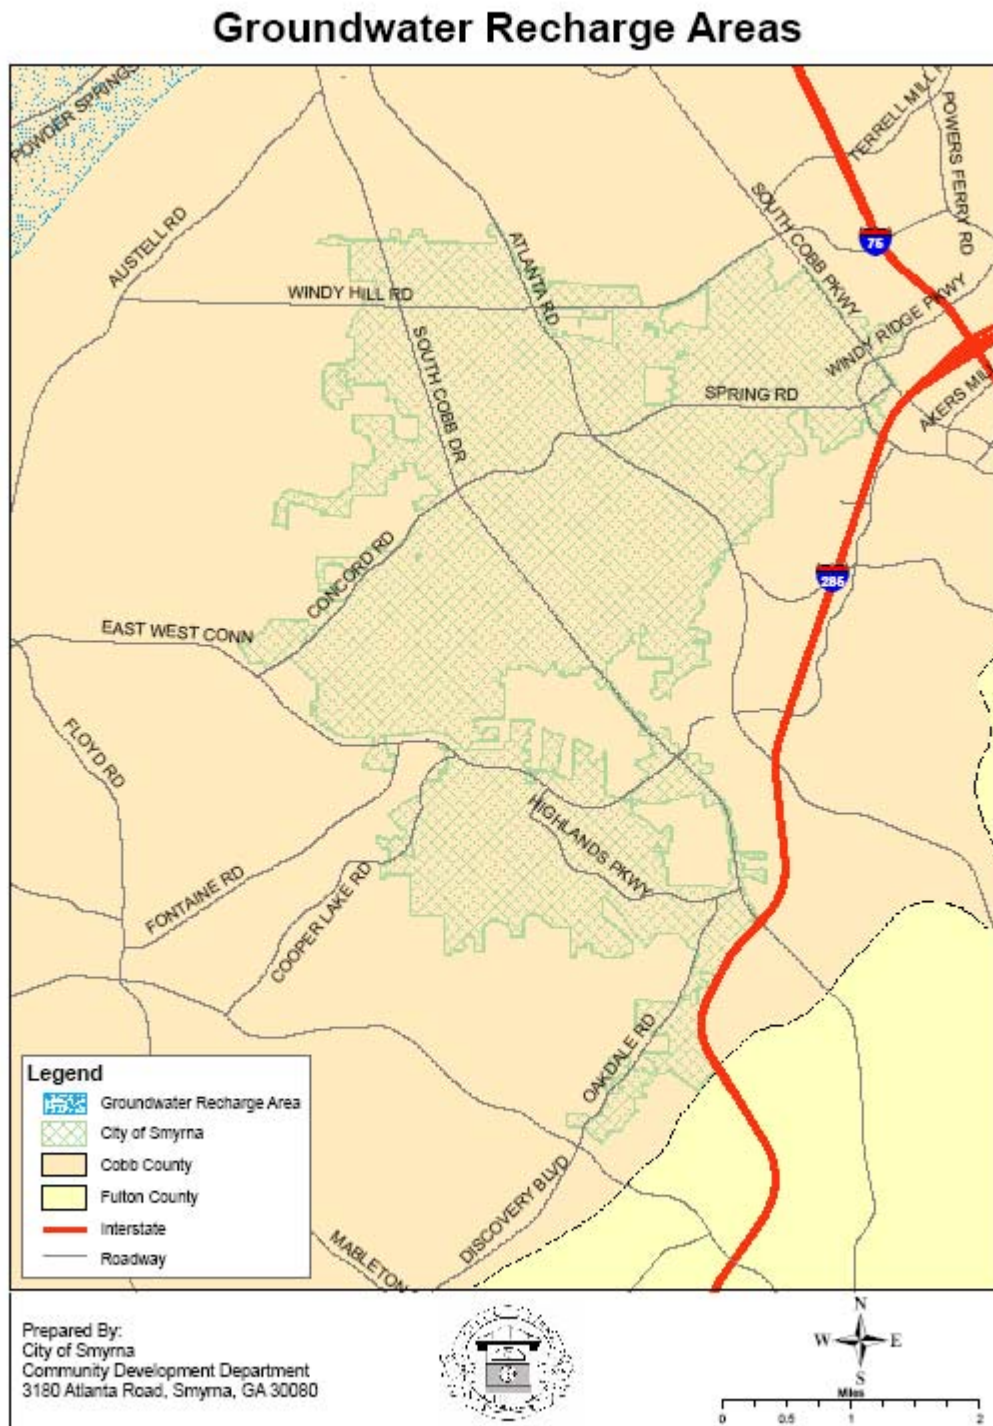 Groundwater Recharge Areas
POWDER SPRINGS
TERRELL MILL R
POWERS FERRY RD
AUSTELL RD
SOUTH COBB PKWY
ATLANTA RD
75
WINDY HILL RD
WINDY RIDGE PKWY
SOUTH COBB DR
SPRING RD
AKERS MIL
CONCORD RD
285
EAST WEST CONN
FLOYD RD
HIGHLANDS PKWY
FONTAINE RD
COOPER LAKE RD
OAKDALE RD
DISCOVERY BLVD
MABLETON
Legend
Groundwater Recharge Area
City of Smyrna
Cobb County
Fulton County
Interstate
Roadway
Prepared By:
City of Smyrna
Community Development Department
3180 Atlanta Road, Smyrna, GA 30080
N
W E
S
Miles
0 0.5 1 2